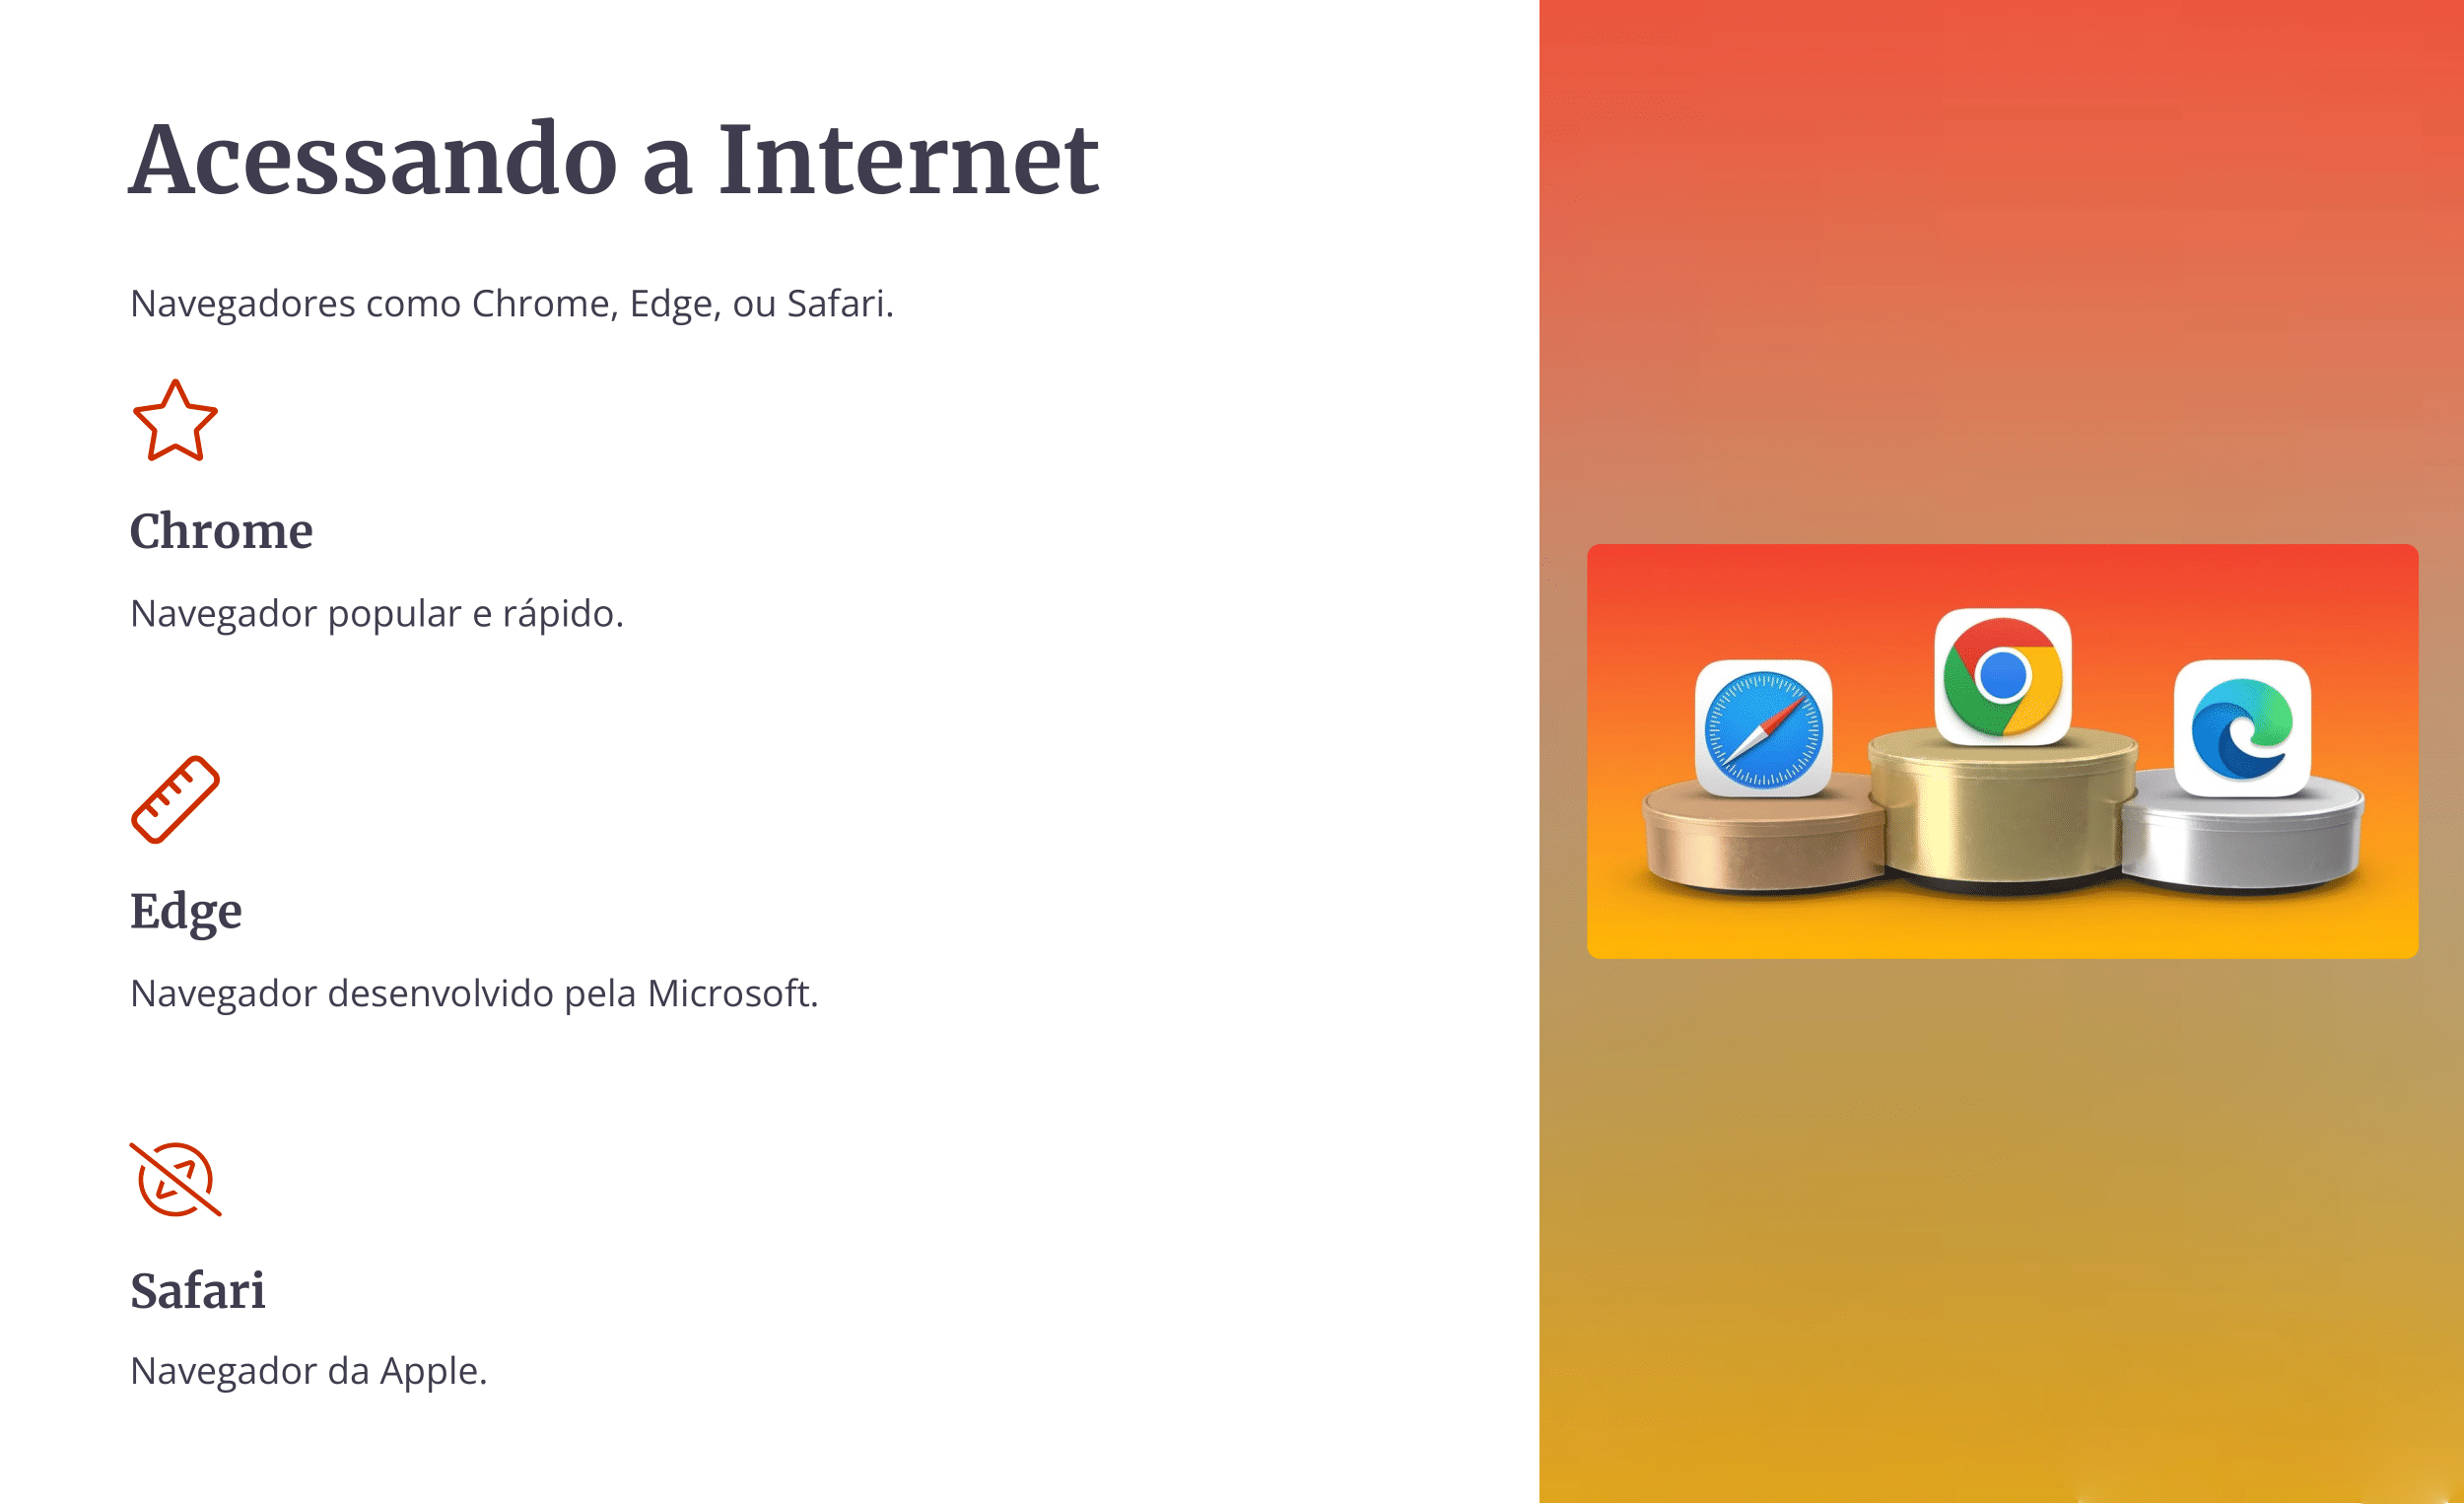 Acessando a Internet
Navegadores como Chrome, Edge, ou Safari.
Chrome
Navegador popular e rápido.
Edge
Navegador desenvolvido pela Microsoft.
Safari
Navegador da Apple.